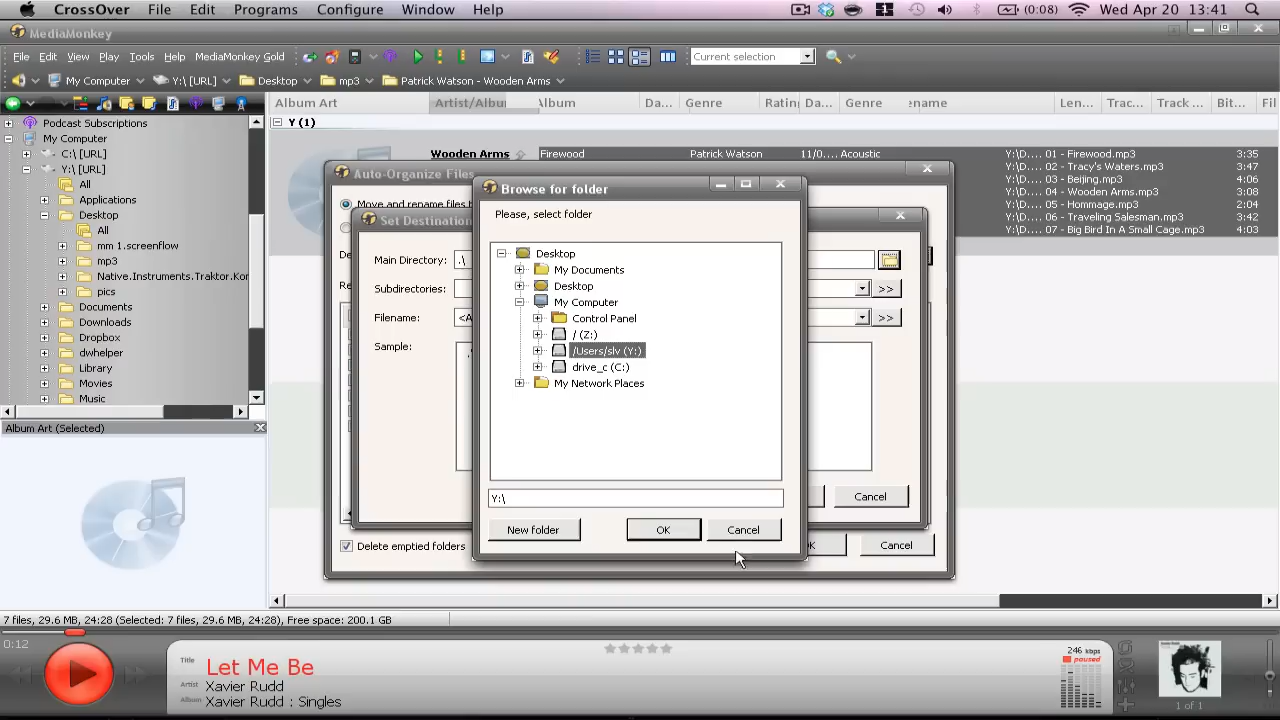 CrossOver File Edit Programs Configure Window Help (0:08) Wed Apr 20 13:41
MediaMonkey
File Edit View Play Tools Help MediaMonkey Gold Current selection
My Computer Y:\ [URL] Desktop mp3 Patrick Watson - Wooden Arms
Album Art Artist/Albu Album Da... Genre Rating Da... Genre ename Len... Trac... Track ... Bit... Fil
Podcast Subscriptions
My Computer
C:\ [URL]
Y:\ [URL]
All
Applications
Desktop
All
mm 1.screenflow
mp3
Native.Instruments.Traktor.Kor
pics
Documents
Downloads
Dropbox
dwhelper
Library
Movies
Music
Album Art (Selected)
Y (1)
Wooden Arms Firewood Patrick Watson 11/0... Acoustic Y:\D.... 01 - Firewood.mp3 3:35
Y:\D.... 02 - Tracy's Waters.mp3 3:47
Y:\D.... 03 - Beijing.mp3 4:06
Y:\D.... 04 - Wooden Arms.mp3 3:08
Y:\D.... 05 - Hommage.mp3 2:04
Y:\D.... 06 - Traveling Salesman.mp3 3:42
Y:\D.... 07 - Big Bird In A Small Cage.mp3 4:03
Auto-Organize Files
Move and rename files
De
Re
Delete emptied folders
Cancel
Set Destination
Main Directory: .\
Subdirectories: >>
Filename: <A >>
Sample:
Cancel
Browse for folder
Please, select folder
Desktop
My Documents
Desktop
My Computer
Control Panel
/ (Z:)
/Users/slv (Y:)
drive_c (C:)
My Network Places
Y:\
New folder OK Cancel
7 files, 29.6 MB, 24:28 (Selected: 7 files, 29.6 MB, 24:28), Free space: 200.1 GB
0:12
Title Let Me Be
Artist Xavier Rudd
Album Xavier Rudd : Singles
246 kbps
paused
1 of 1